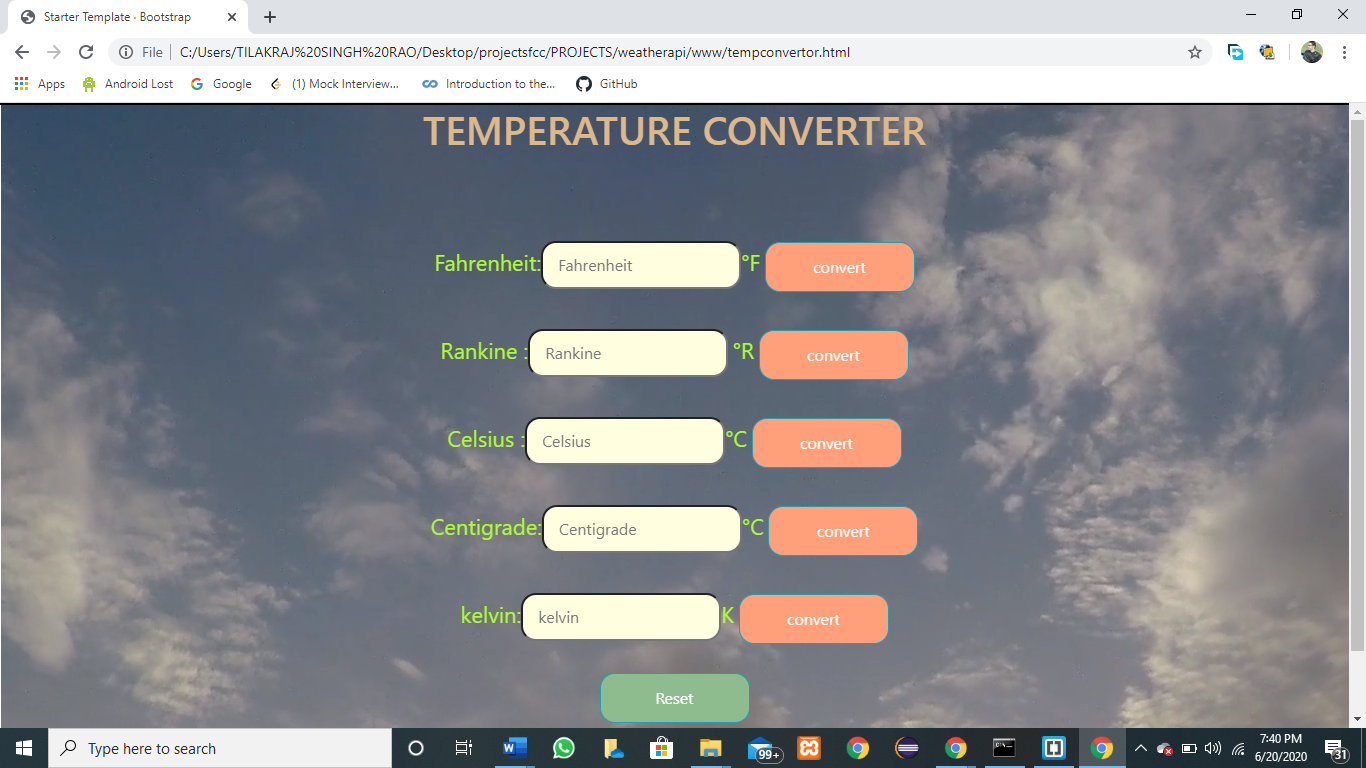 Starter Template · Bootstrap
File C:/Users/TILAKRAJ%20SINGH%20RAO/Desktop/projectsfcc/PROJECTS/weatherapi/www/tempconvertor.html
Apps Android Lost Google (1) Mock Interview... Introduction to the... GitHub
TEMPERATURE CONVERTER
Fahrenheit: Fahrenheit °F convert
Rankine : Rankine °R convert
Celsius : Celsius °C convert
Centigrade: Centigrade °C convert
kelvin: kelvin K convert
Reset
Type here to search 99+ 7:40 PM
6/20/2020 31